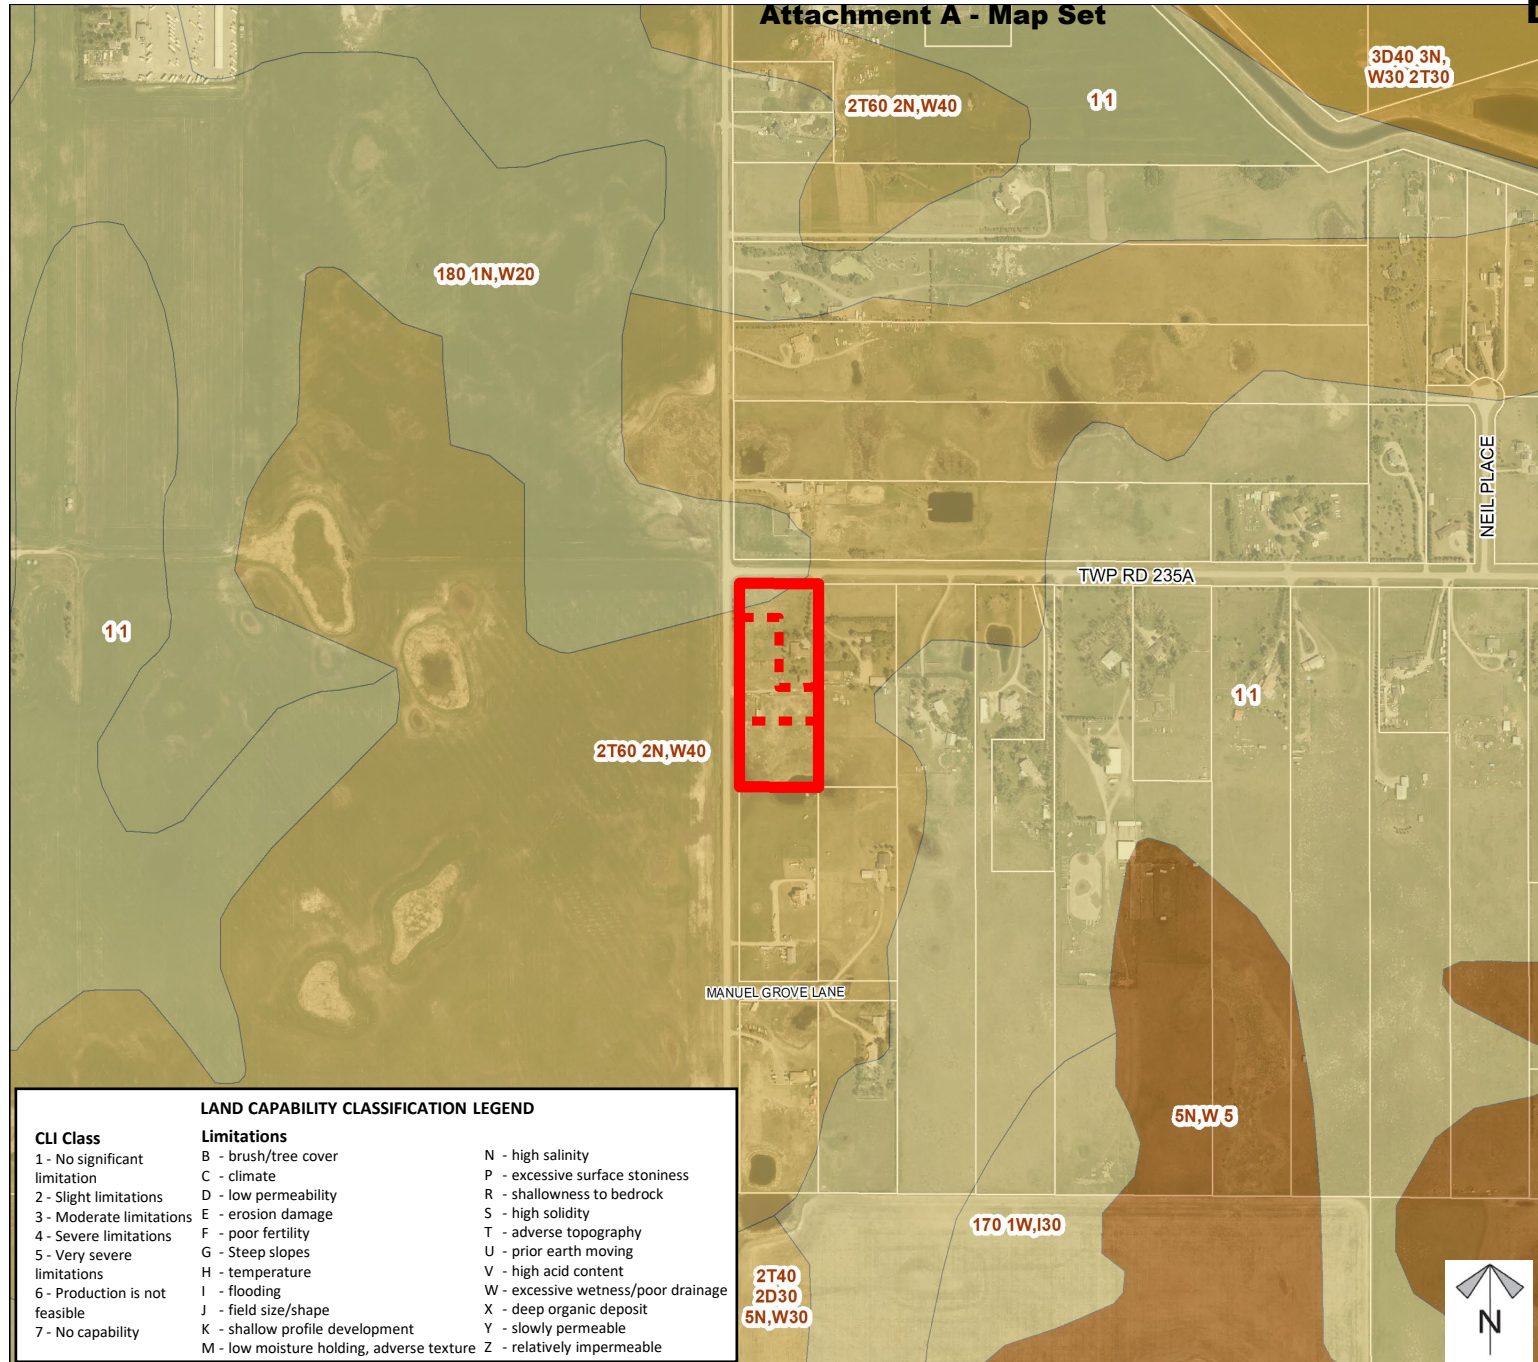 Attachment A - Map Set
3D40 3N,
W30 2T30
2T60 2N,W40
1 1
180 1N,W20
NEIL PLACE
TWP RD 235A
1 1
1 1
2T60 2N,W40
MANUEL GROVE LANE
5N,W 5
170 1W,I30
2T40
2D30
5N,W30
N
LAND CAPABILITY CLASSIFICATION LEGEND
CLI Class
1 - No significant
limitation
2 - Slight limitations
3 - Moderate limitations
4 - Severe limitations
5 - Very severe
limitations
6 - Production is not
feasible
7 - No capability
Limitations
B - brush/tree cover
C - climate
D - low permeability
E - erosion damage
F - poor fertility
G - Steep slopes
H - temperature
I - flooding
J - field size/shape
K - shallow profile development
M - low moisture holding, adverse texture
N - high salinity
P - excessive surface stoniness
R - shallowness to bedrock
S - high solidity
T - adverse topography
U - prior earth moving
V - high acid content
W - excessive wetness/poor drainage
X - deep organic deposit
Y - slowly permeable
Z - relatively impermeable